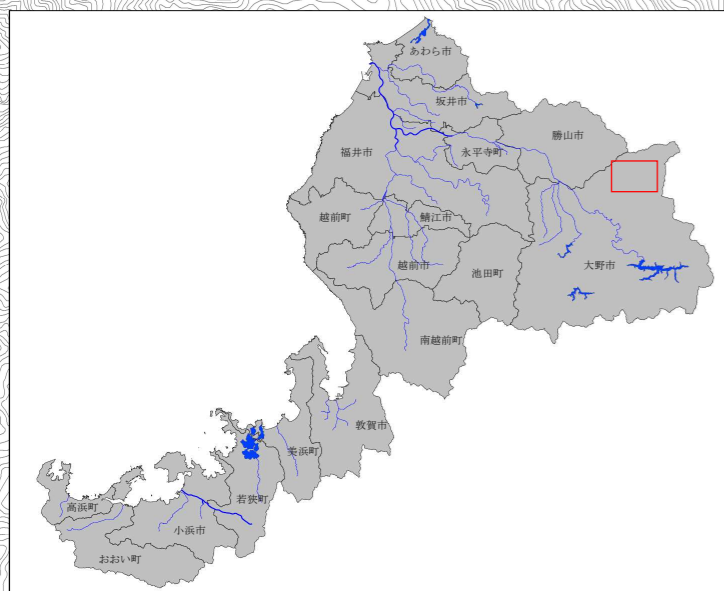 あわら市
坂井市
勝山市
福井市
永平寺町
越前町
鯖江市
越前市
池田町
大野市
南越前町
敦賀市
美浜町
若狭町
高浜町
小浜市
おおい町